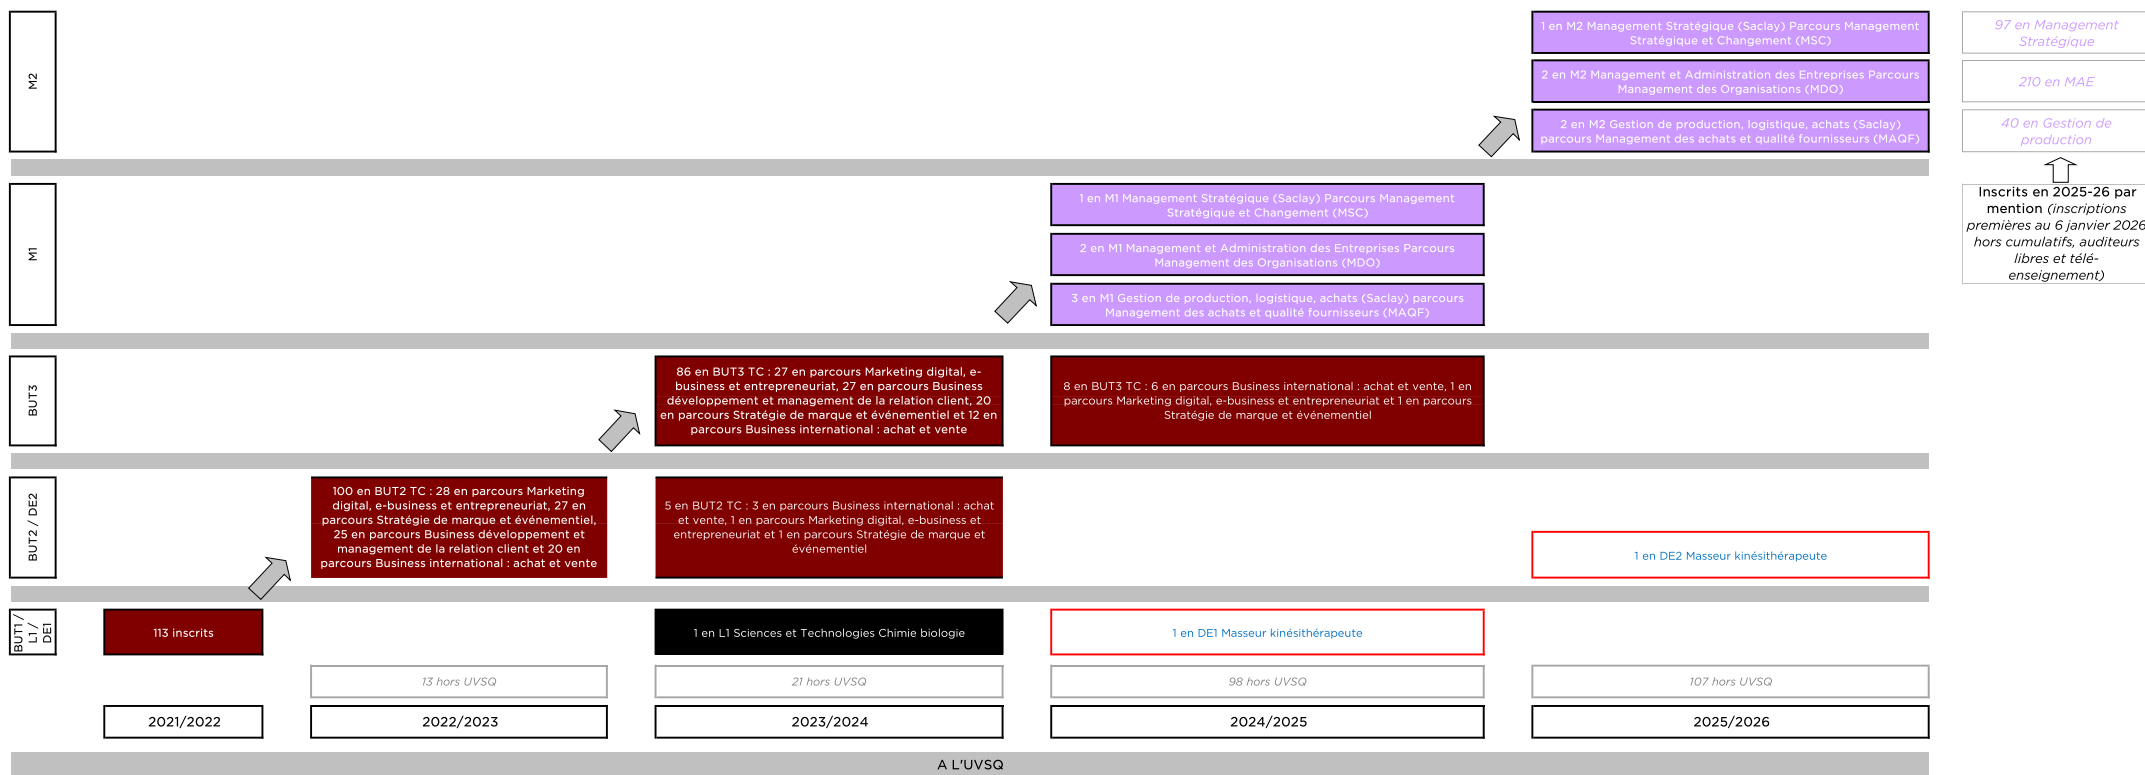 M2
1 en M2 Management Stratégique (Saclay) Parcours Management
Stratégique et Changement (MSC)
97 en Management
Stratégique
2 en M2 Management et Administration des Entreprises Parcours
Management des Organisations (MDO)
210 en MAE
2 en M2 Gestion de production, logistique, achats (Saclay)
parcours Management des achats et qualité fournisseurs (MAQF)
40 en Gestion de
production
M1
1 en M1 Management Stratégique (Saclay) Parcours Management
Stratégique et Changement (MSC)
2 en M1 Management et Administration des Entreprises Parcours
Management des Organisations (MDO)
3 en M1 Gestion de production, logistique, achats (Saclay) parcours
Management des achats et qualité fournisseurs (MAQF)
Inscrits en 2025-26 par
mention (inscriptions
premières au 6 janvier 2026
hors cumulatifs, auditeurs
libres et télé-
enseignement)
BUT3
86 en BUT3 TC : 27 en parcours Marketing digital, e-
business et entrepreneuriat, 27 en parcours Business
développement et management de la relation client, 20
en parcours Stratégie de marque et événementiel et 12 en
parcours Business international : achat et vente
8 en BUT3 TC : 6 en parcours Business international : achat et vente, 1 en
parcours Marketing digital, e-business et entrepreneuriat et 1 en parcours
Stratégie de marque et événementiel
BUT2 / DE2
100 en BUT2 TC : 28 en parcours Marketing
digital, e-business et entrepreneuriat, 27 en
parcours Stratégie de marque et événementiel,
25 en parcours Business développement et
management de la relation client et 20 en
parcours Business international : achat et vente
5 en BUT2 TC : 3 en parcours Business international : achat
et vente, 1 en parcours Marketing digital, e-business et
entrepreneuriat et 1 en parcours Stratégie de marque et
événementiel
1 en DE2 Masseur kinésithérapeute
BUT1 /
L1 /
DE1
113 inscrits
1 en L1 Sciences et Technologies Chimie biologie
1 en DE1 Masseur kinésithérapeute
13 hors UVSQ
21 hors UVSQ
98 hors UVSQ
107 hors UVSQ
2021/2022
2022/2023
2023/2024
2024/2025
2025/2026
A L'UVSQ